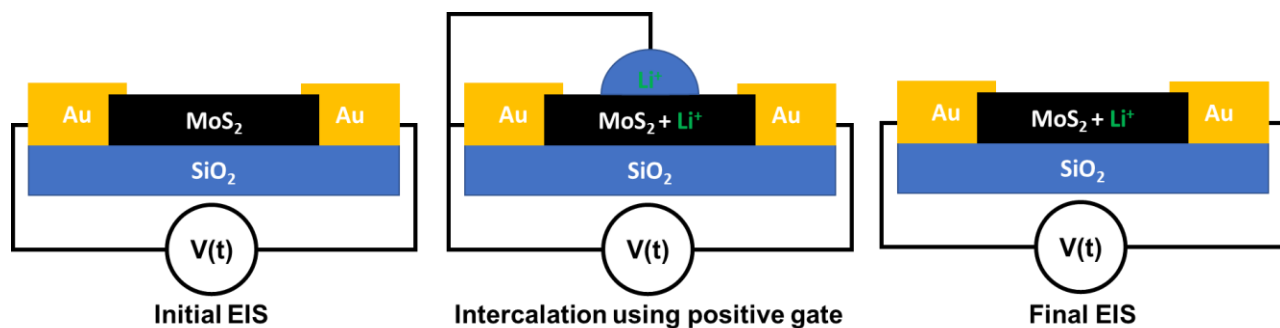 Au
MoS₂
Au
SiO₂
V(t)
Initial EIS
Li⁺
Au
MoS₂ + Li⁺
Au
SiO₂
V(t)
Intercalation using positive gate
Au
MoS₂ + Li⁺
Au
SiO₂
V(t)
Final EIS